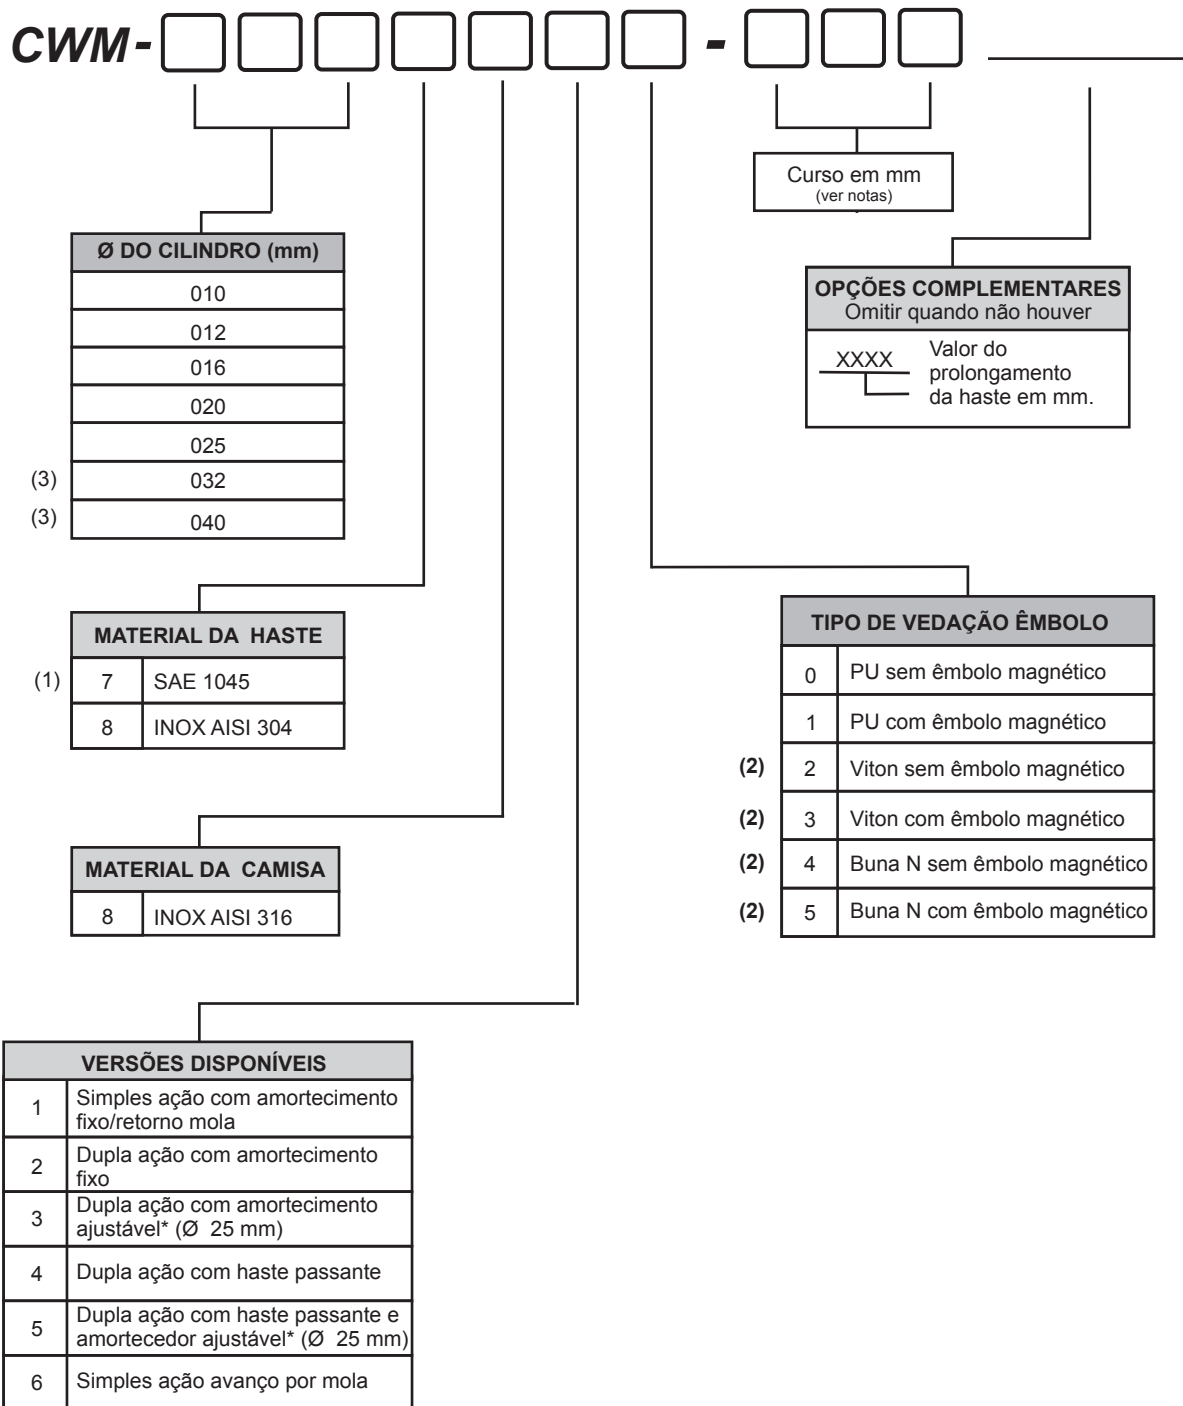 CWM- -
Curso em mm
(ver notas)
Ø DO CILINDRO (mm)
010
012
016
020
025
(3) 032
(3) 040
OPÇÕES COMPLEMENTARES
Omitir quando não houver
XXXX
Valor do
prolongamento
da haste em mm.
MATERIAL DA HASTE
(1) 7 SAE 1045
8 INOX AISI 304
TIPO DE VEDAÇÃO ÊMBOLO
0 PU sem êmbolo magnético
1 PU com êmbolo magnético
(2) 2 Viton sem êmbolo magnético
(2) 3 Viton com êmbolo magnético
(2) 4 Buna N sem êmbolo magnético
(2) 5 Buna N com êmbolo magnético
MATERIAL DA CAMISA
8 INOX AISI 316
VERSÕES DISPONÍVEIS
1 Simples ação com amortecimento
fixo/retorno mola
2 Dupla ação com amortecimento
fixo
3 Dupla ação com amortecimento
ajustável* (Ø 25 mm)
4 Dupla ação com haste passante
5 Dupla ação com haste passante e
amortecedor ajustável* (Ø 25 mm)
6 Simples ação avanço por mola